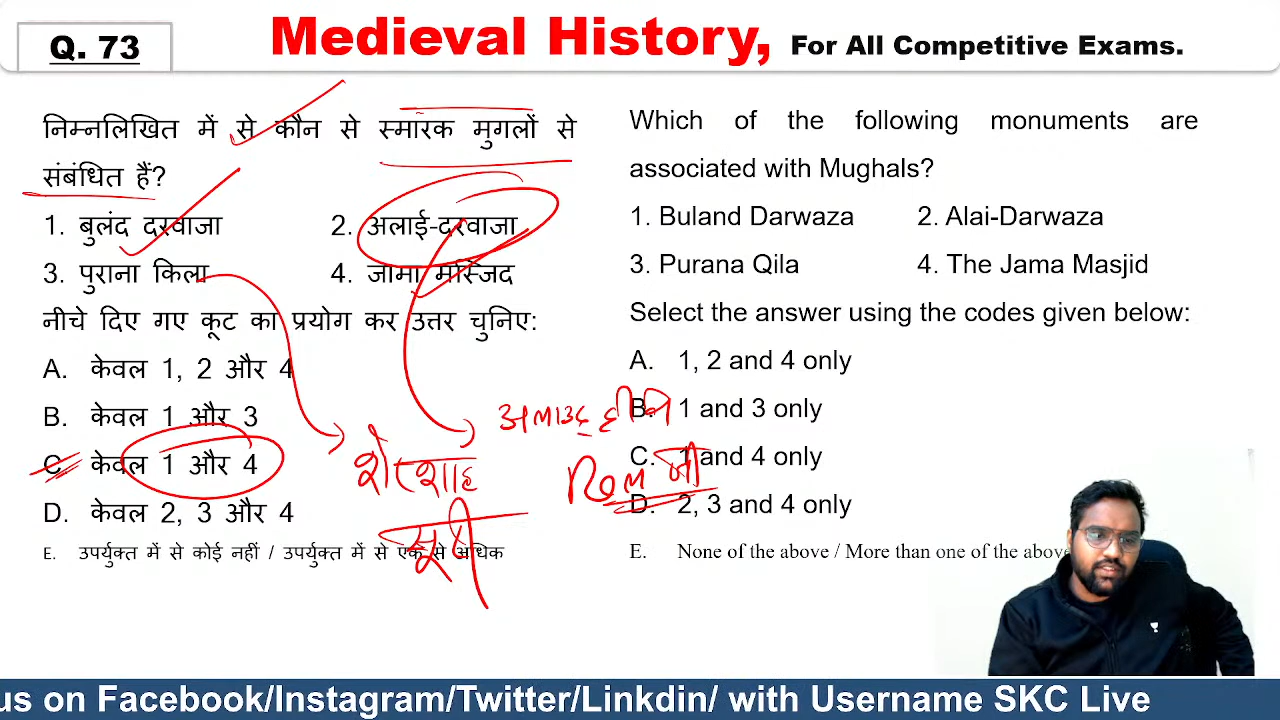 Q. 73
Medieval History, For All Competitive Exams.
निम्नलिखित में से कौन से स्मारक मुगलों से
संबंधित हैं?
1. बुलंद दरवाजा 2. अलाई-दरवाजा
3. पुराना किला 4. जामा मस्जिद
नीचे दिए गए कूट का प्रयोग कर उत्तर चुनिए:
A. केवल 1, 2 और 4
B. केवल 1 और 3
C. केवल 1 और 4
D. केवल 2, 3 और 4
E. उपर्युक्त में से कोई नहीं / उपर्युक्त में से एक से अधिक
शेरशाह
सूरी
अलाउद्दीन
खिलजी
Which of the following monuments are
associated with Mughals?
1. Buland Darwaza 2. Alai-Darwaza
3. Purana Qila 4. The Jama Masjid
Select the answer using the codes given below:
A. 1, 2 and 4 only
B. 1 and 3 only
C. 1 and 4 only
D. 2, 3 and 4 only
E. None of the above / More than one of the above
us on Facebook/Instagram/Twitter/Linkdin/ with Username SKC Live